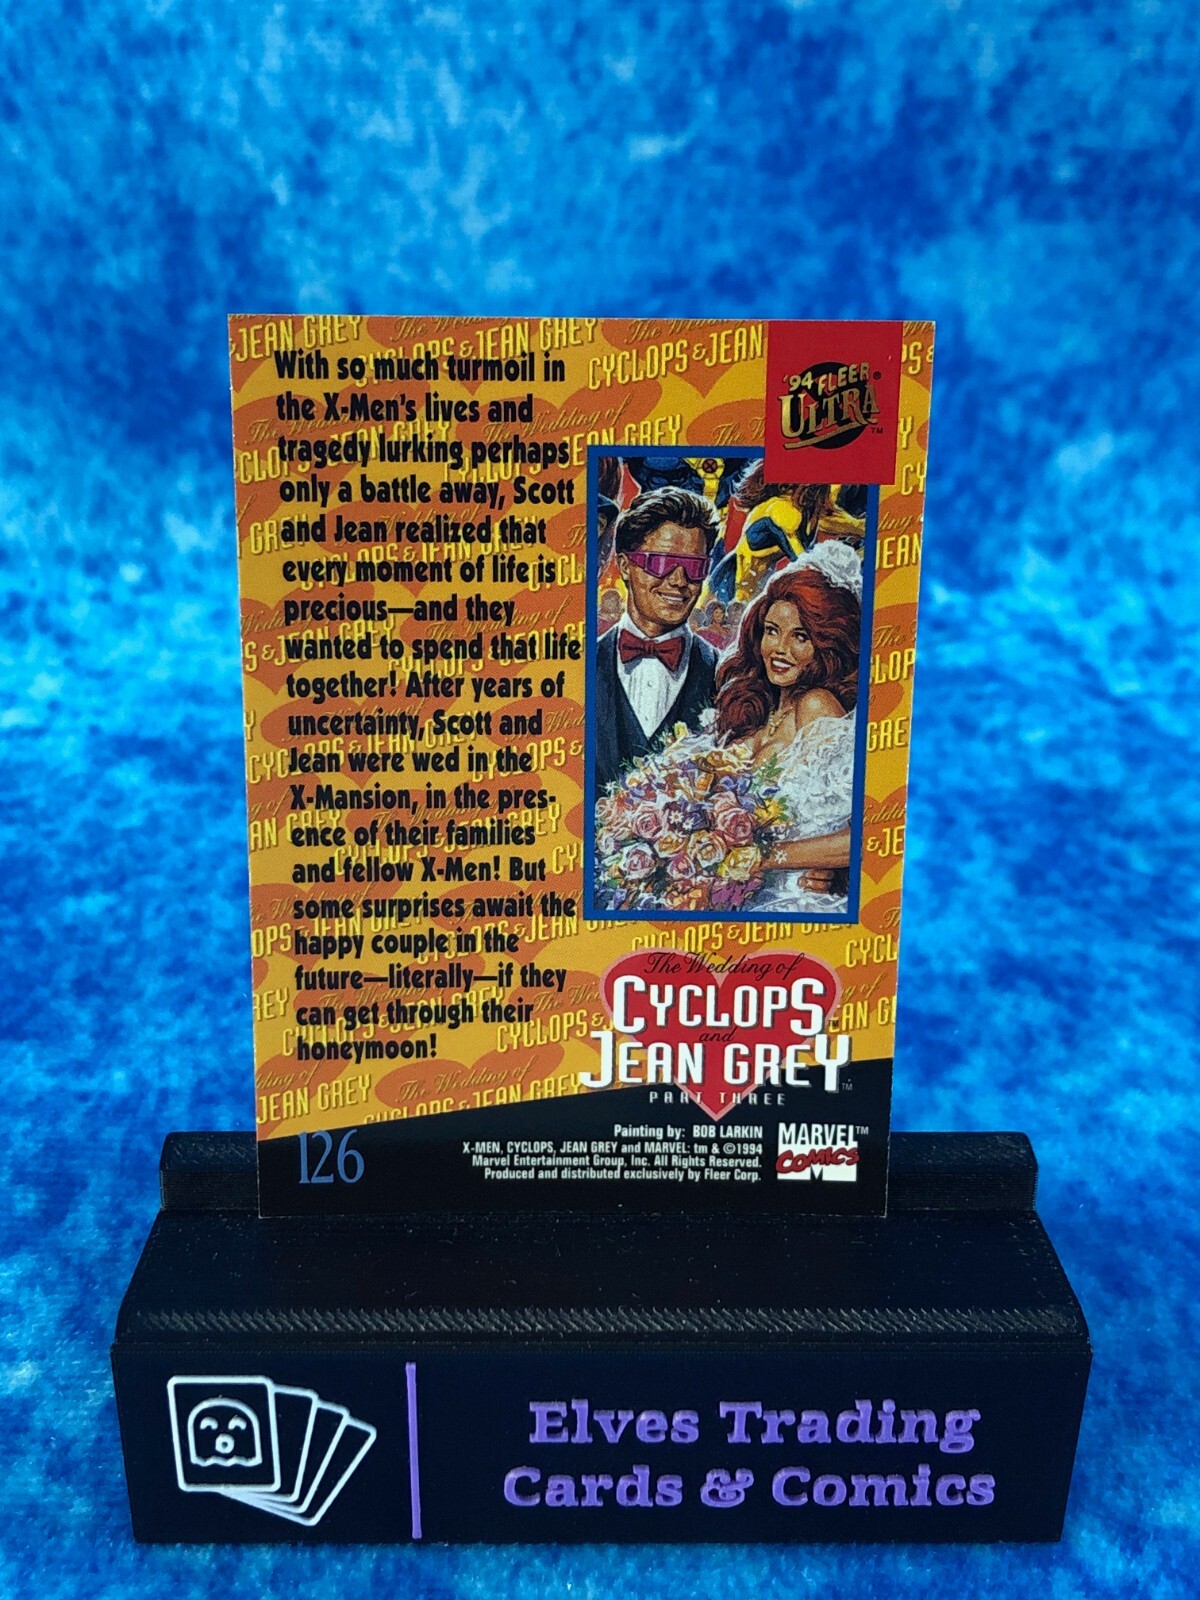 With so much turmoil in
the X-Men's lives and
tragedy lurking perhaps
only a battle away, Scott
and Jean realized that
every moment of life is
precious—and they
wanted to spend that life
together! After years of
uncertainty, Scott and
Jean were wed in the
X-Mansion, in the pres-
ence of their families
and fellow X-Men! But
some surprises await the
happy couple in the
future—literally—if they
can get through their
honeymoon!
'94 FLEER®
ULTRA™
The Wedding of
CYCLOPS™
and
JEAN GREY™
PART THREE
126
Painting by: BOB LARKIN
X-MEN, CYCLOPS, JEAN GREY and MARVEL: tm & ©1994
Marvel Entertainment Group, Inc. All Rights Reserved.
Produced and distributed exclusively by Fleer Corp.
MARVEL™
COMICS
Elves Trading
Cards & Comics